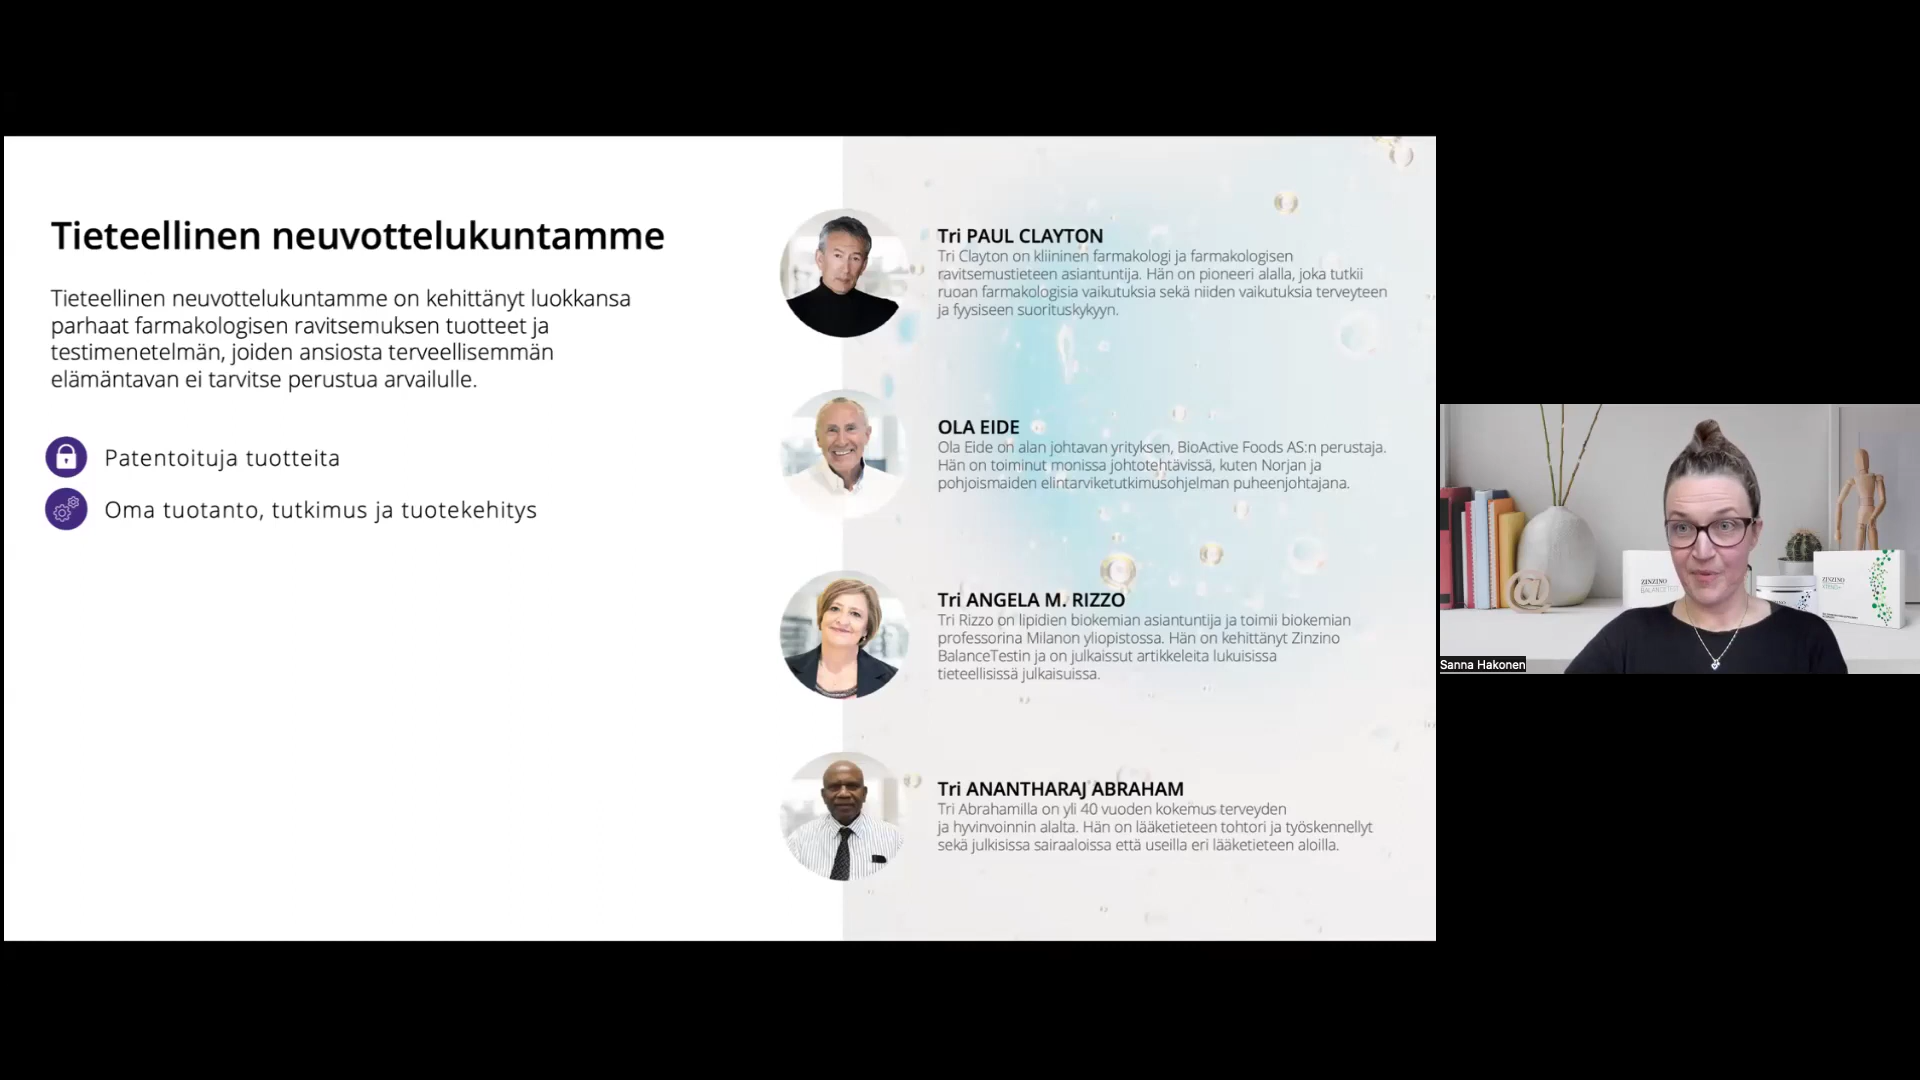 Tieteellinen neuvottelukuntamme
Tieteellinen neuvottelukuntamme on kehittänyt luokkansa
parhaat farmakologisen ravitsemuksen tuotteet ja
testimenetelmän, joiden ansiosta terveellisemmän
elämäntavan ei tarvitse perustua arvailulle.
Patentoituja tuotteita
Oma tuotanto, tutkimus ja tuotekehitys
Tri PAUL CLAYTON
Tri Clayton on kliininen farmakologi ja farmakologisen
ravitsemustieteen asiantuntija. Hän on pioneeri alalla, joka tutkii
ruoan farmakologisia vaikutuksia sekä niiden vaikutuksia terveyteen
ja fyysiseen suorituskykyyn.
OLA EIDE
Ola Eide on alan johtavan yrityksen, BioActive Foods AS:n perustaja.
Hän on toiminut monissa johtotehtävissä, kuten Norjan ja
pohjoismaiden elintarviketutkimusohjelman puheenjohtajana.
Tri ANGELA M. RIZZO
Tri Rizzo on lipidien biokemian asiantuntija ja toimii biokemian
professorina Milanon yliopistossa. Hän on kehittänyt Zinzino
BalanceTestin ja on julkaissut artikkeleita lukuisissa
tieteellisissä julkaisuissa.
Tri ANANTHARAJ ABRAHAM
Tri Abrahamilla on yli 40 vuoden kokemus terveyden
ja hyvinvoinnin alalta. Hän on lääketieteen tohtori ja työskennellyt
sekä julkisissa sairaaloissa että useilla eri lääketieteen aloilla.
ZINZINO
BALANCETEST
ZINZINO
Sanna Hakonen